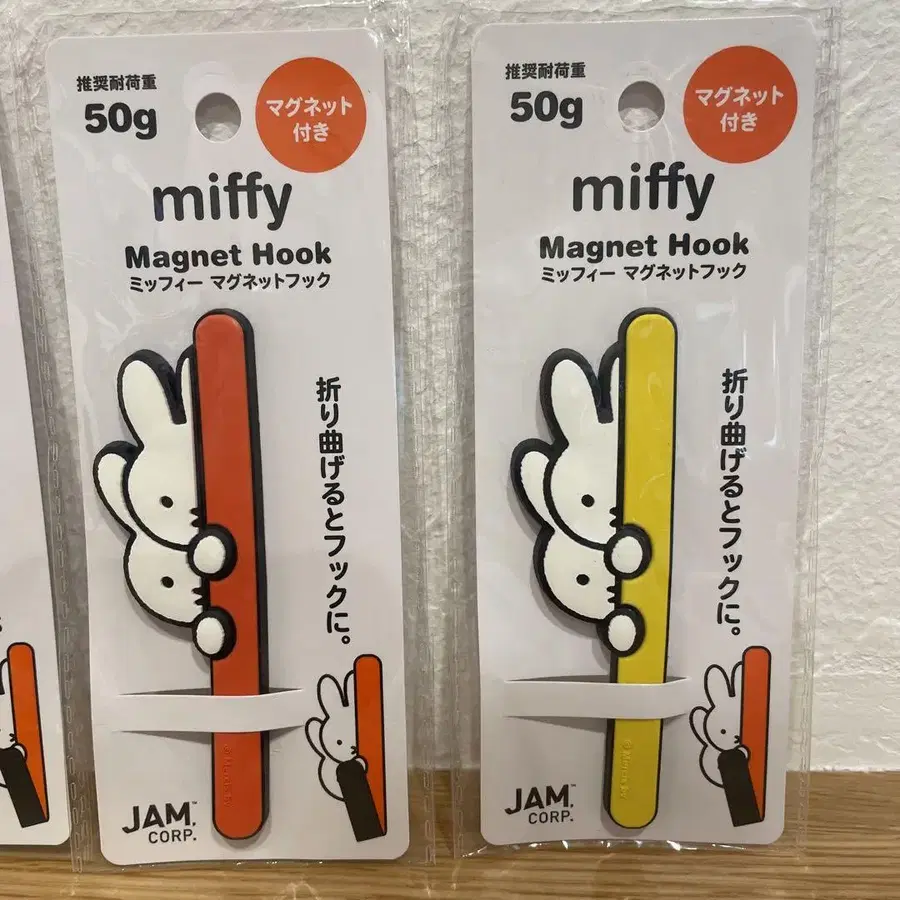 推奨耐荷重
50g
マグネット
付き
miffy
Magnet Hook
ミッフィー マグネットフック
折り曲げるとフックに。
JAM™
CORP.
推奨耐荷重
50g
マグネット
付き
miffy
Magnet Hook
ミッフィー マグネットフック
折り曲げるとフックに。
JAM™
CORP.